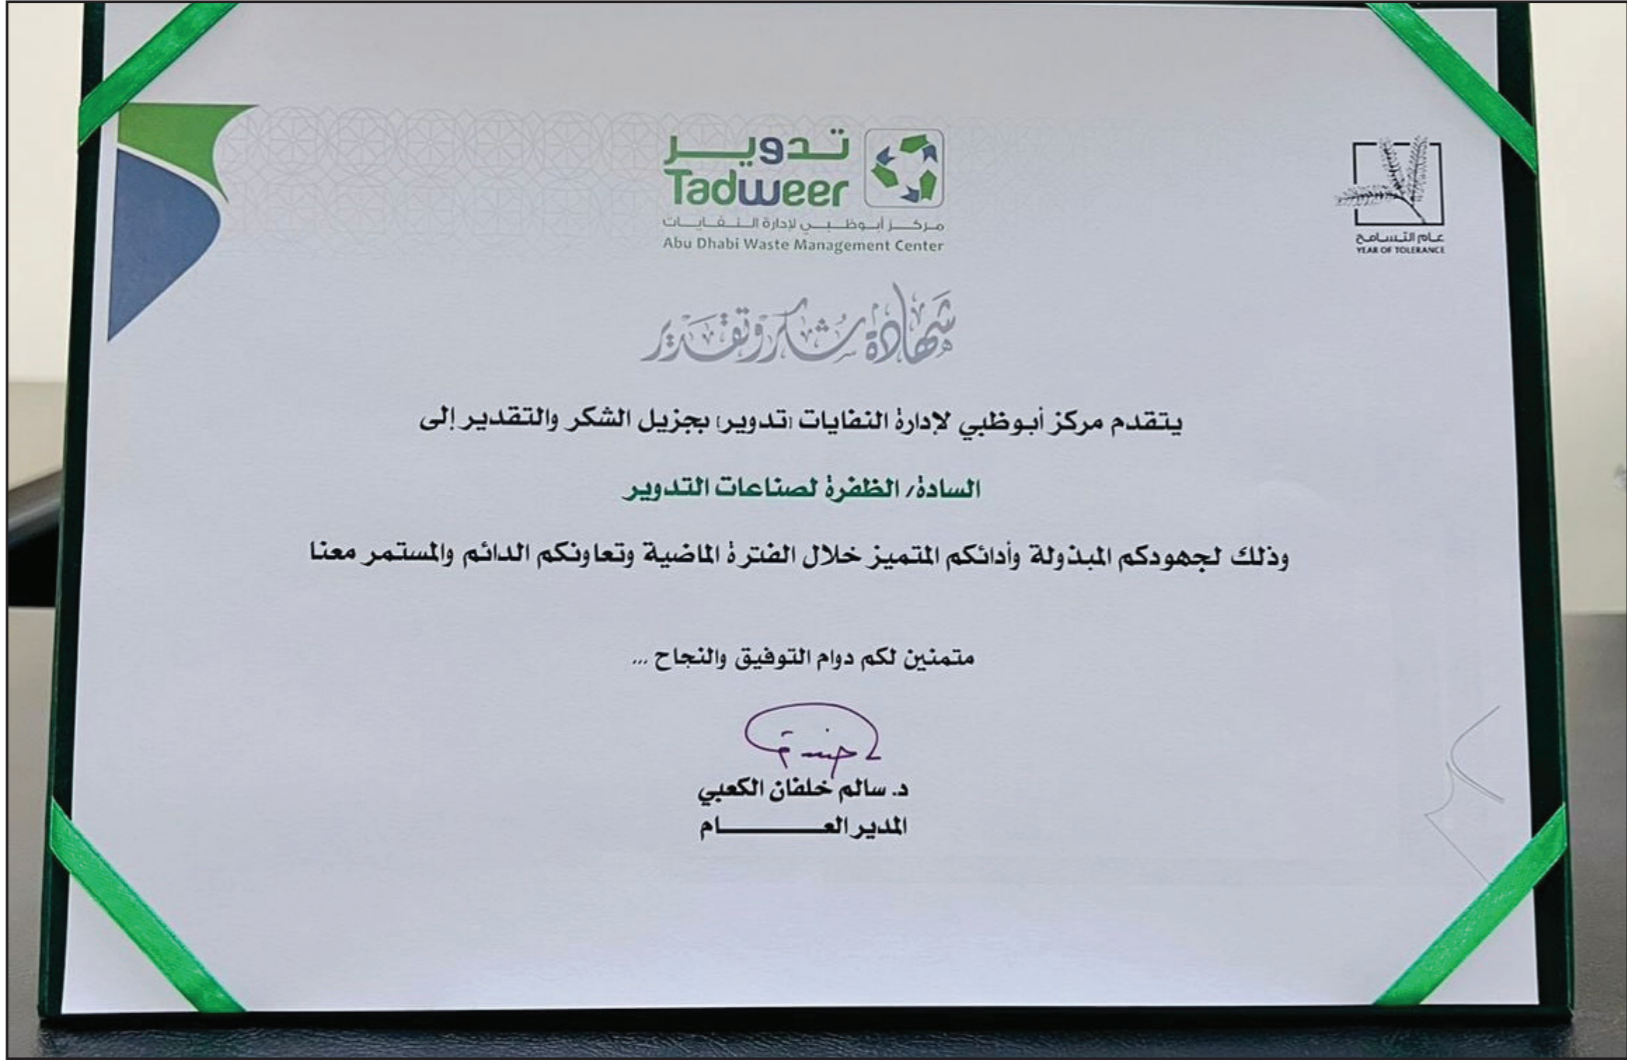 تدوير
Tadweer
مركز أبوظبي لإدارة النفايات
Abu Dhabi Waste Management Center
عام التسامح
YEAR OF TOLERANCE
شهادة شكر وتقدير
يتقدم مركز أبوظبي لإدارة النفايات (تدوير) بجزيل الشكر والتقدير إلى
السادة/ الظفرة لصناعات التدوير
وذلك لجهودكم المبذولة وأدائكم المتميز خلال الفترة الماضية وتعاونكم الدائم والمستمر معنا
متمنين لكم دوام التوفيق والنجاح ...
د. سالم خلفان الكعبي
المدير العـــــــــام